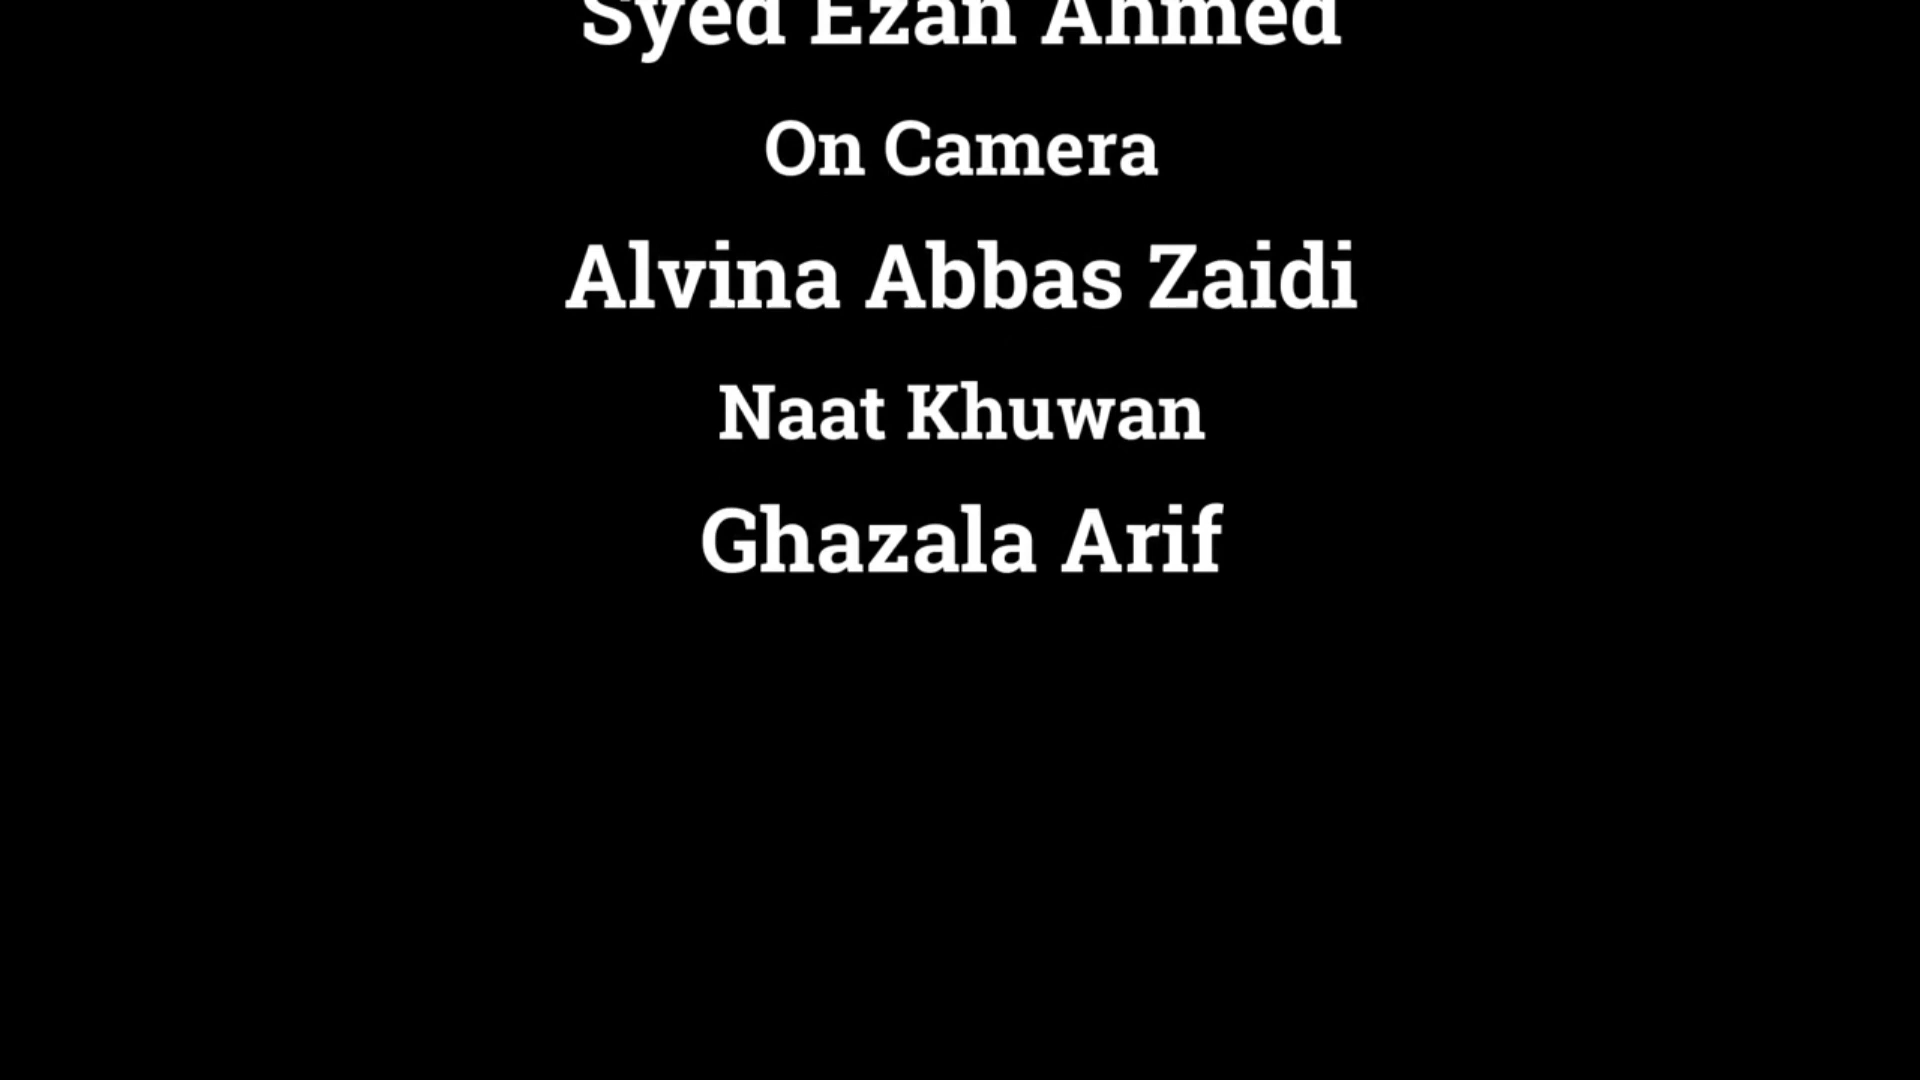 Syed Ezan Ahmed
On Camera
Alvina Abbas Zaidi
Naat Khuwan
Ghazala Arif